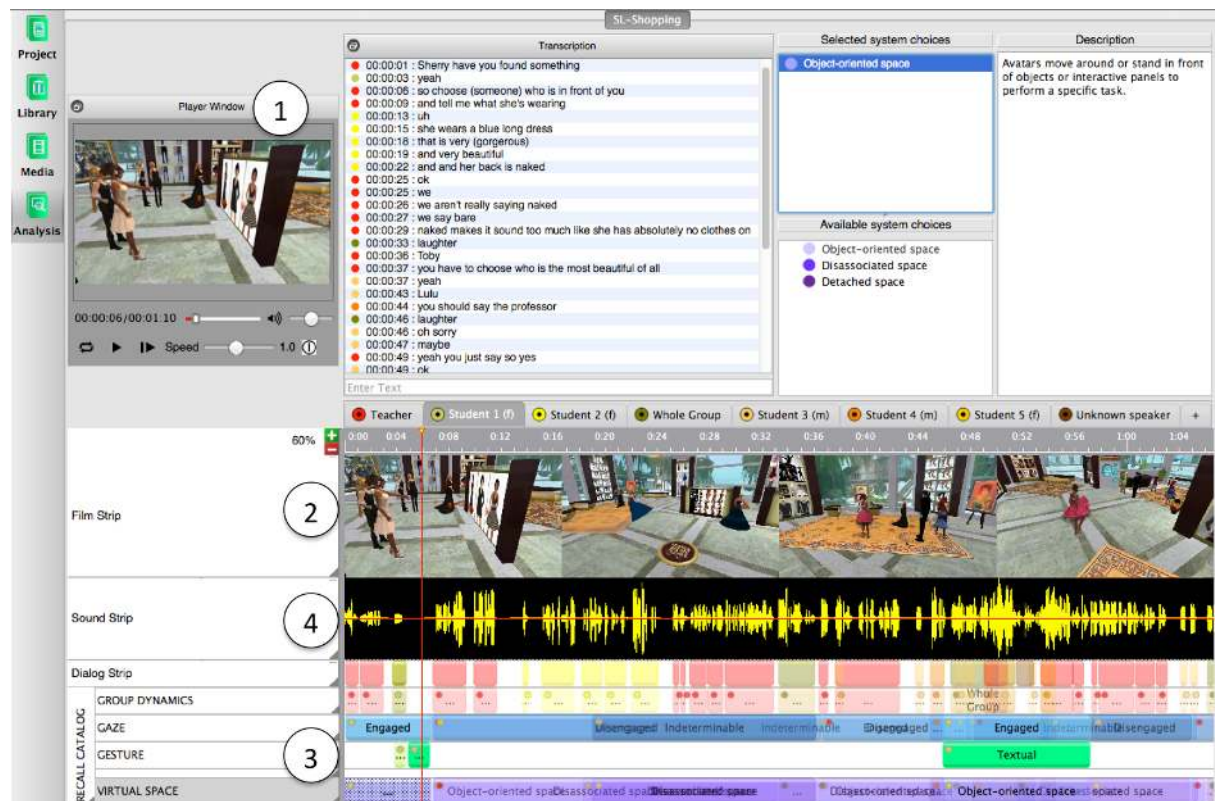 SL-Shopping
Project
Library
Media
Analysis
Player Window
1
00:00:06/00:01:10
Speed
1.0
Transcription
00:00:01 : Sherry have you found something
00:00:03 : yeah
00:00:06 : so choose (someone) who is in front of you
00:00:09 : and tell me what she's wearing
00:00:13 : uh
00:00:15 : she wears a blue long dress
00:00:18 : that is very (gorgerous)
00:00:19 : and very beautiful
00:00:22 : and and her back is naked
00:00:25 : ok
00:00:25 : we
00:00:26 : we aren't really saying naked
00:00:27 : we say bare
00:00:29 : naked makes it sound too much like she has absolutely no clothes on
00:00:33 : laughter
00:00:36 : Toby
00:00:37 : you have to choose who is the most beautiful of all
00:00:37 : yeah
00:00:43 : Lulu
00:00:44 : you should say the professor
00:00:46 : laughter
00:00:46 : oh sorry
00:00:47 : maybe
00:00:49 : yeah you just say so yes
00:00:49 : ok
Enter Text
Selected system choices
Object-oriented space
Available system choices
Object-oriented space
Disassociated space
Detached space
Description
Avatars move around or stand in front
of objects or interactive panels to
perform a specific task.
Teacher Student 1 (f) Student 2 (f) Whole Group Student 3 (m) Student 4 (m) Student 5 (f) Unknown speaker +
60%
0:00 0:04 0:08 0:12 0:16 0:20 0:24 0:28 0:32 0:36 0:40 0:44 0:48 0:52 0:56 1:00 1:04
Film Strip
2
Sound Strip
4
Dialog Strip
RECALL CATALOG
GROUP DYNAMICS
... Whole
Group
GAZE
Engaged Disengaged Indeterminable Indeterminable Disengaged ... Engaged Indeterminable Disengaged
GESTURE
3
... ... Textual
VIRTUAL SPACE
... Object-oriented space Disassociated space ... Object-oriented space